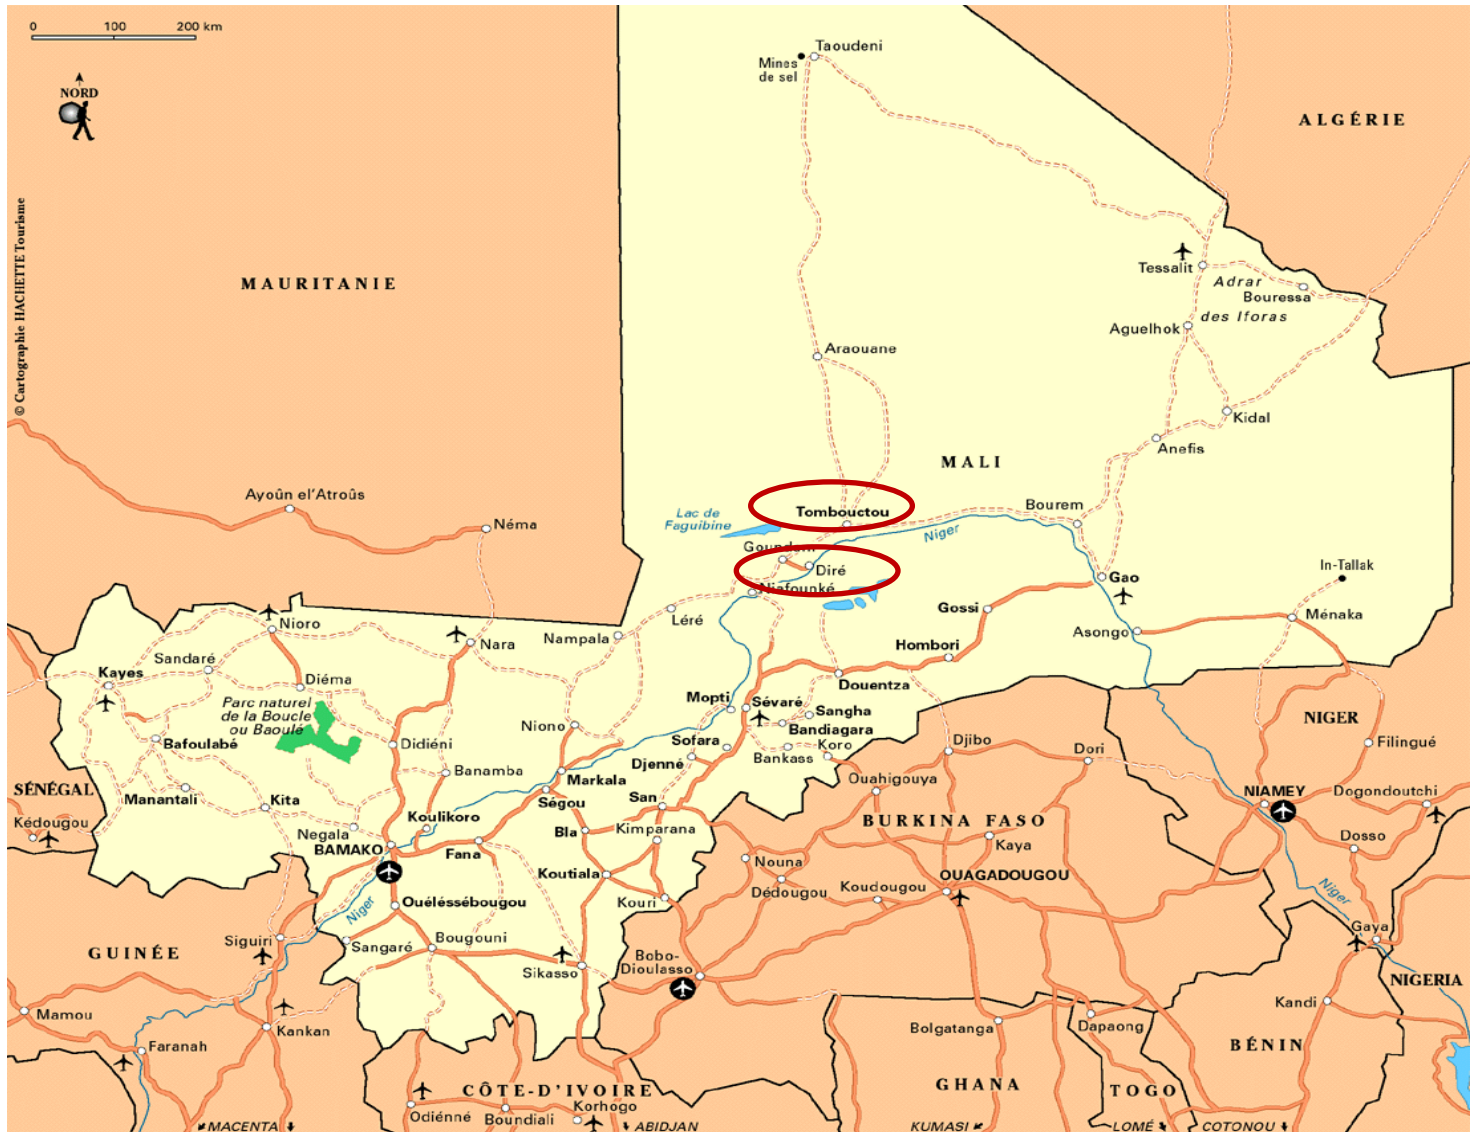 0 100 200 km
NORD
© Cartographie HACHETTE Tourisme
Taoudeni
Mines
de sel
ALGÉRIE
MAURITANIE
Tessalit
Adrar
Bouressa
des Iforas
Aguelhok
Araouane
Kidal
Anefis
MALI
Ayoûn el'Atroûs
Néma
Lac de
Faguibine
Tombouctou
Niger
Bourem
Goundam
Diré
Niafounké
Gao
In-Tallak
Gossi
Ménaka
Asongo
Léré
Nampala
Nioro
Nara
Hombori
Douentza
Sandaré
Kayes
Diéma
Parc naturel
de la Boucle
ou Baoulé
Mopti
Sévaré
Sangha
Bandiagara
Niono
Sofara
Koro
Bankass
Djenné
Bafoulabé
Didiéni
Banamba
Markala
Ségou
San
Djibo
Dori
NIGER
Filingué
Ouahigouya
SÉNÉGAL
Kédougou
Manantali
Kita
Koulikoro
Negala
BAMAKO
Fana
Bla
Kimparana
NIAMEY
Dogondoutchi
BURKINA FASO
Kaya
Dosso
Nouna
Dédougou
Koudougou
OUAGADOUGOU
Koutiala
Kouri
Ouéléssébougou
Niger
Niger
Siguiri
Sangaré
Bougouni
Sikasso
Bobo-
Dioulasso
Gaya
GUINÉE
NIGERIA
Kandi
Mamou
Kankan
Faranah
Bolgatanga
Dapaong
BÉNIN
CÔTE-D'IVOIRE
GHANA
TOGO
Odiénné
Boundiali
Korhogo
MACENTA
ABIDJAN
KUMASI
LOMÉ
COTONOU